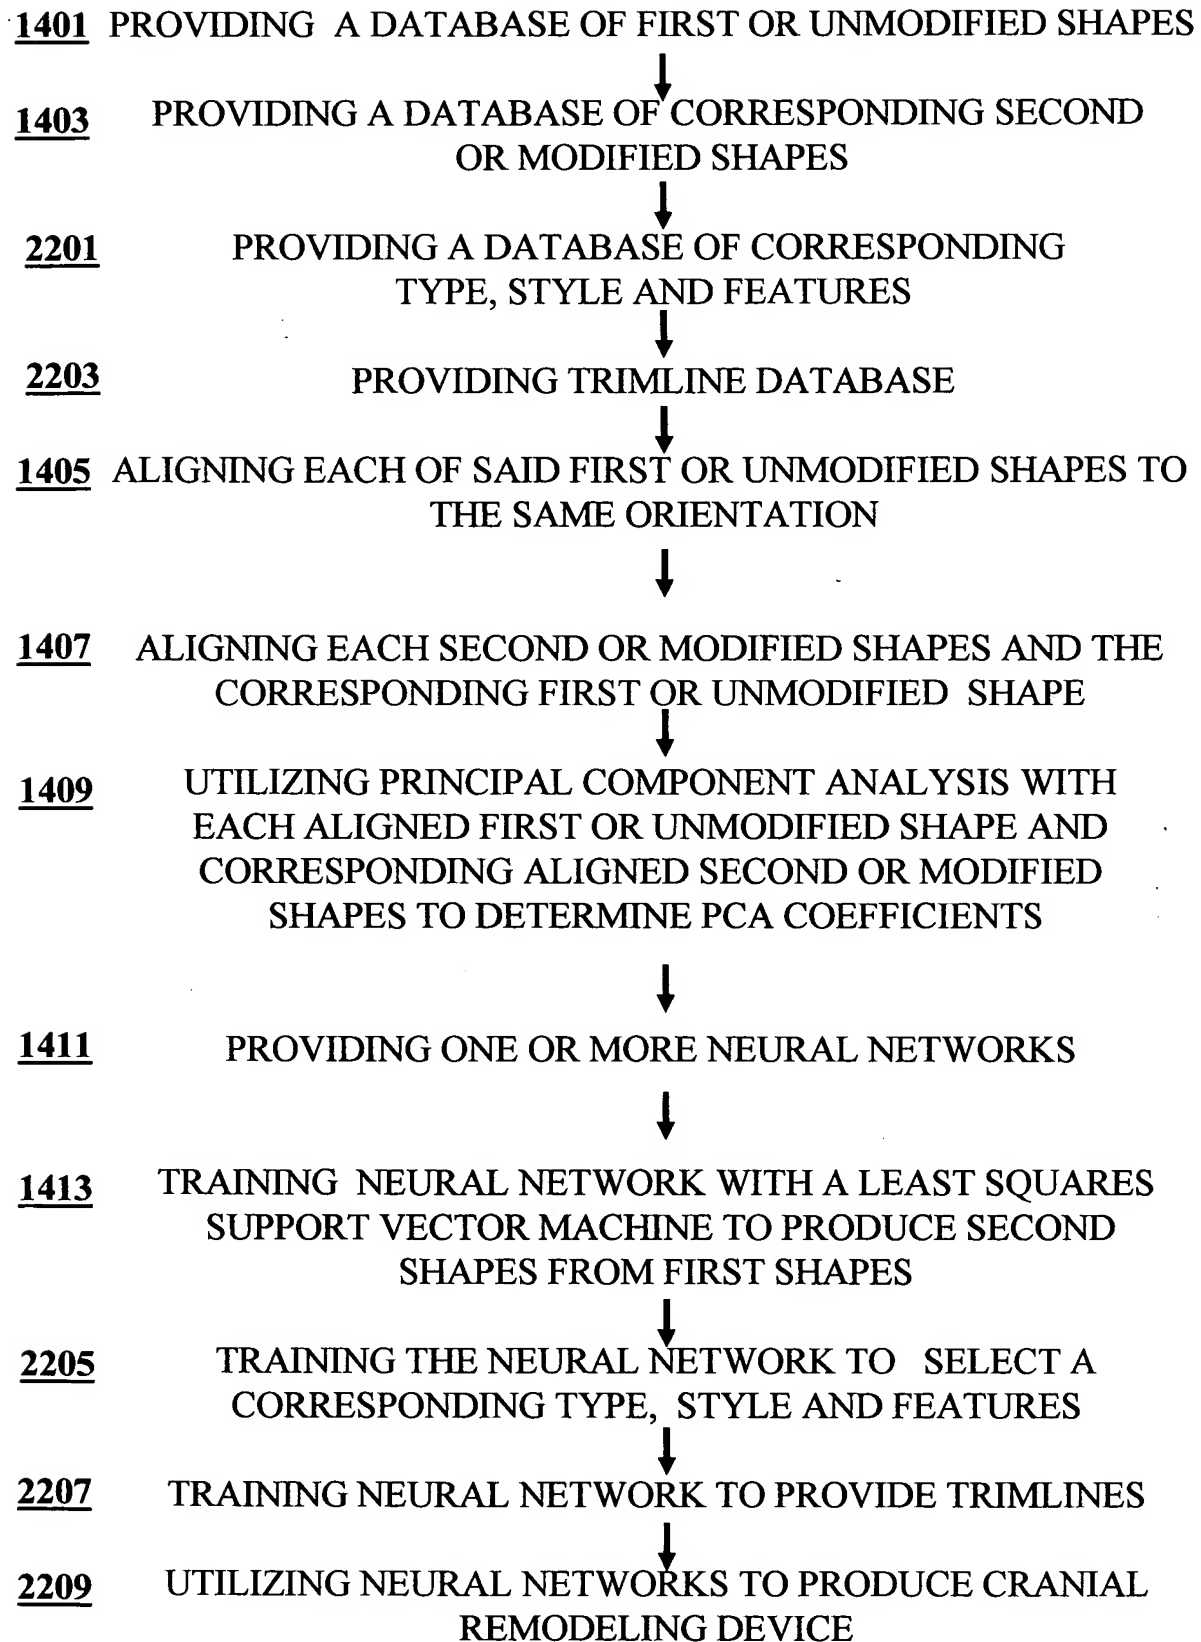 1401 PROVIDING A DATABASE OF FIRST OR UNMODIFIED SHAPES
1403 PROVIDING A DATABASE OF CORRESPONDING SECOND
OR MODIFIED SHAPES
2201 PROVIDING A DATABASE OF CORRESPONDING
TYPE, STYLE AND FEATURES
2203 PROVIDING TRIMLINE DATABASE
1405 ALIGNING EACH OF SAID FIRST OR UNMODIFIED SHAPES TO
THE SAME ORIENTATION
1407 ALIGNING EACH SECOND OR MODIFIED SHAPES AND THE
CORRESPONDING FIRST OR UNMODIFIED SHAPE
1409 UTILIZING PRINCIPAL COMPONENT ANALYSIS WITH
EACH ALIGNED FIRST OR UNMODIFIED SHAPE AND
CORRESPONDING ALIGNED SECOND OR MODIFIED
SHAPES TO DETERMINE PCA COEFFICIENTS
1411 PROVIDING ONE OR MORE NEURAL NETWORKS
1413 TRAINING NEURAL NETWORK WITH A LEAST SQUARES
SUPPORT VECTOR MACHINE TO PRODUCE SECOND
SHAPES FROM FIRST SHAPES
2205 TRAINING THE NEURAL NETWORK TO SELECT A
CORRESPONDING TYPE, STYLE AND FEATURES
2207 TRAINING NEURAL NETWORK TO PROVIDE TRIMLINES
2209 UTILIZING NEURAL NETWORKS TO PRODUCE CRANIAL
REMODELING DEVICE